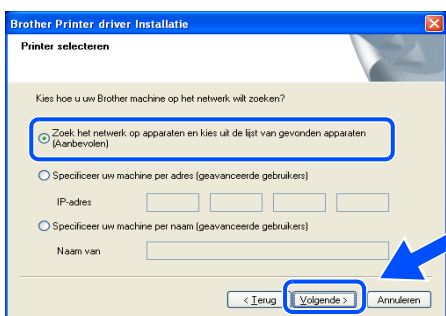 Brother Printer driver Installatie
Printer selecteren
Kies hoe u uw Brother machine op het netwerk wilt zoeken?
Zoek het netwerk op apparaten en kies uit de lijst van gevonden apparaten
(Aanbevolen)
Specificeer uw machine per adres (geavanceerde gebruikers)
IP-adres
Specificeer uw machine per naam (geavanceerde gebruikers)
Naam van
< Terug
Volgende >
Annuleren